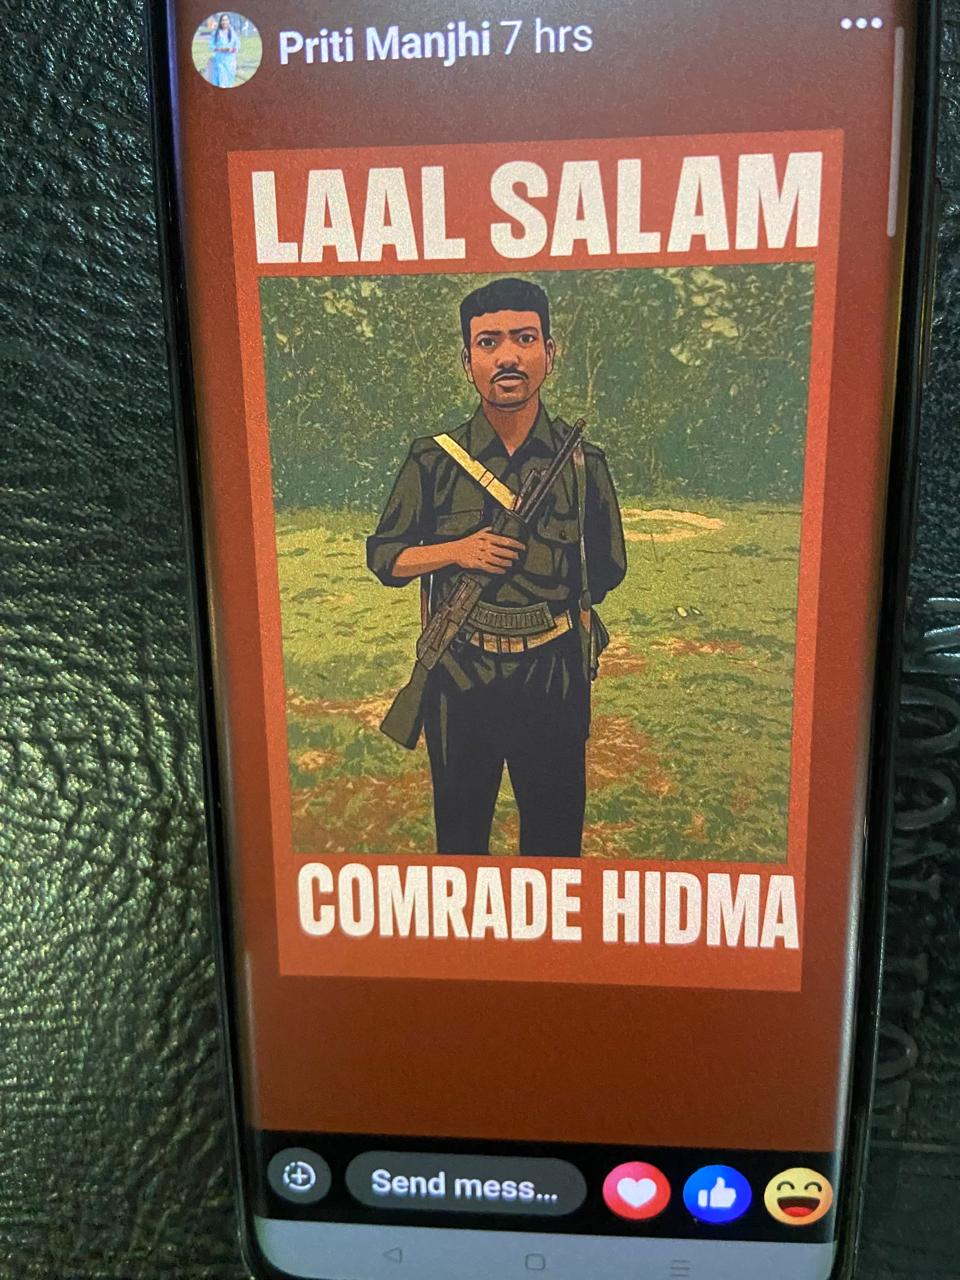 Priti Manjhi 7 hrs
LAAL SALAM
COMRADE HIDMA
Send mess...